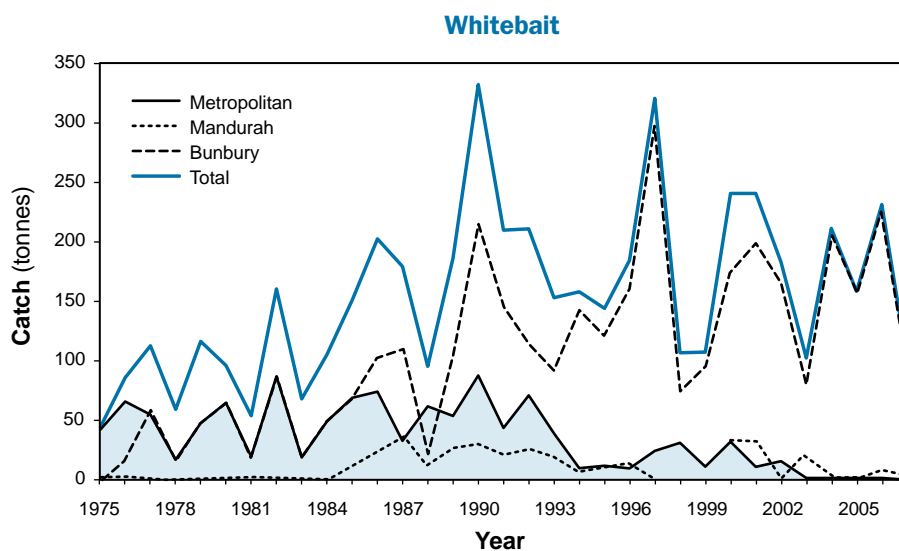 Whitebait
350
300
250
200
150
100
50
0
Catch (tonnes)
Metropolitan
Mandurah
Bunbury
Total
1975 1978 1981 1984 1987 1990 1993 1996 1999 2002 2005
Year